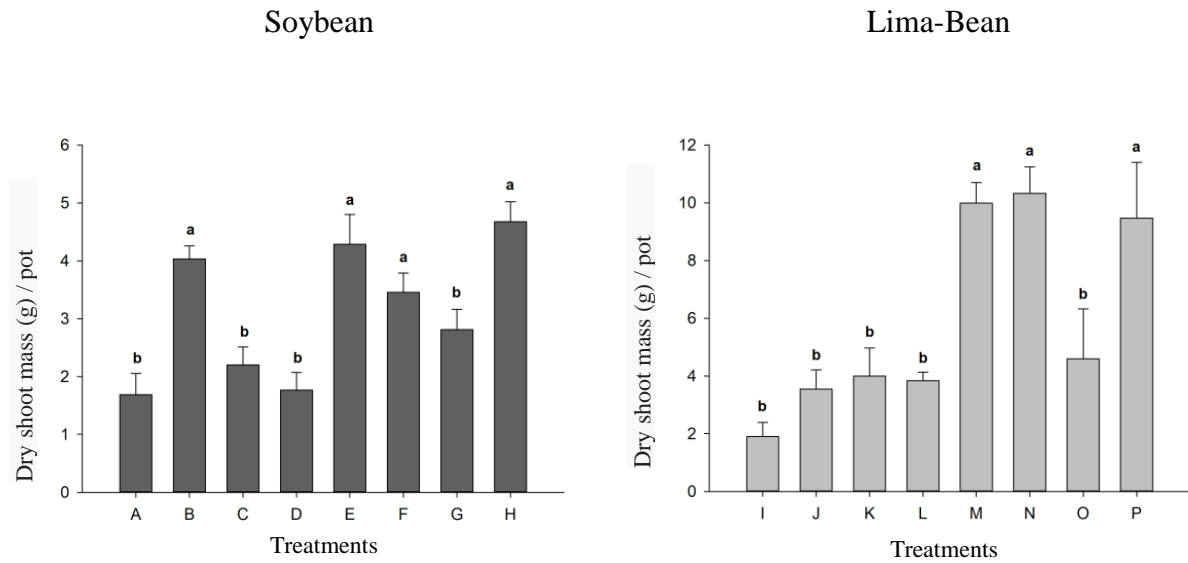 Soybean
Lima-Bean
6
5
4
3
2
1
0
Dry shoot mass (g) / pot
b
a
b
b
a
a
b
a
A B C D E F G H
Treatments
12
10
8
6
4
2
0
Dry shoot mass (g) / pot
b
b
b
b
a
a
b
a
I J K L M N O P
Treatments